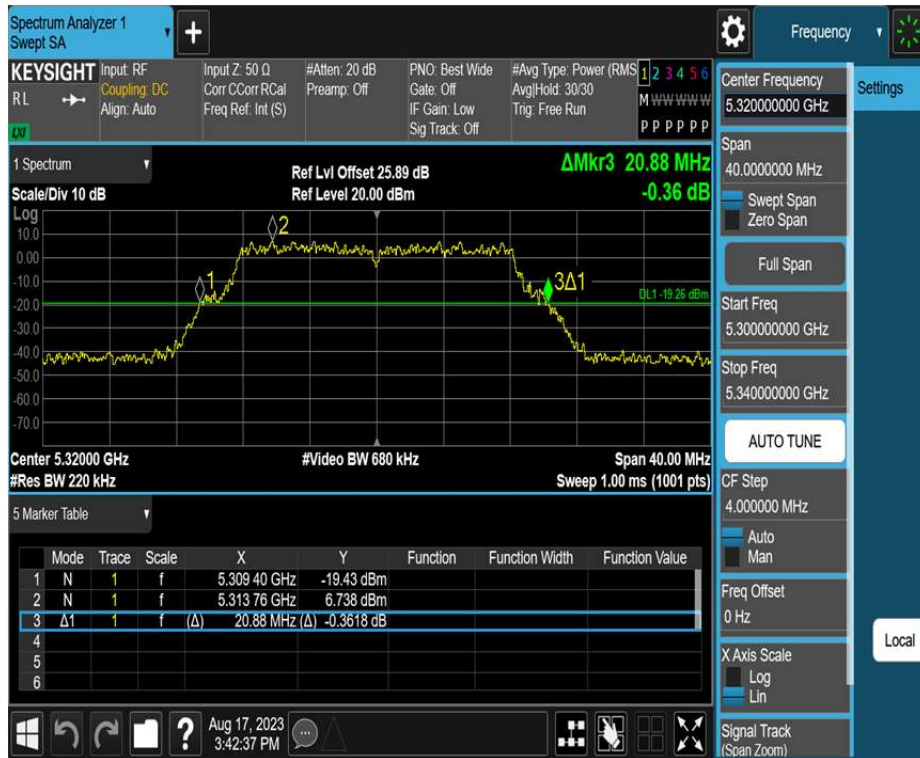 Spectrum Analyzer 1
Swept SA
Frequency
KEYSIGHT
R L
LXI
Input: RF
Coupling: DC
Align: Auto
Input Z: 50 Ω
Corr CCorr RCal
Freq Ref: Int (S)
#Atten: 20 dB
Preamp: Off
PNO: Best Wide
Gate: Off
IF Gain: Low
Sig Track: Off
#Avg Type: Power (RMS
Avg|Hold: 30/30
Trig: Free Run
1 2 3 4 5 6
M W W W W W
P P P P P P
1 Spectrum
Scale/Div 10 dB
Ref Lvl Offset 25.89 dB
Ref Level 20.00 dBm
ΔMkr3 20.88 MHz
-0.36 dB
Log
10.0
0.00
-10.0
-20.0
-30.0
-40.0
-50.0
-60.0
-70.0
1
2
3Δ1
DL1 -19.26 dBm
Center 5.32000 GHz
#Video BW 680 kHz
Span 40.00 MHz
#Res BW 220 kHz
Sweep 1.00 ms (1001 pts)
5 Marker Table
Mode Trace Scale X Y Function Function Width Function Value
1 N 1 f 5.309 40 GHz -19.43 dBm
2 N 1 f 5.313 76 GHz 6.738 dBm
3 Δ1 1 f (Δ) 20.88 MHz (Δ) -0.3618 dB
4
5
6
Aug 17, 2023
3:42:37 PM
Center Frequency
5.320000000 GHz
Span
40.0000000 MHz
Swept Span
Zero Span
Full Span
Start Freq
5.300000000 GHz
Stop Freq
5.340000000 GHz
AUTO TUNE
CF Step
4.000000 MHz
Auto
Man
Freq Offset
0 Hz
X Axis Scale
Log
Lin
Signal Track
(Span Zoom)
Settings
Local